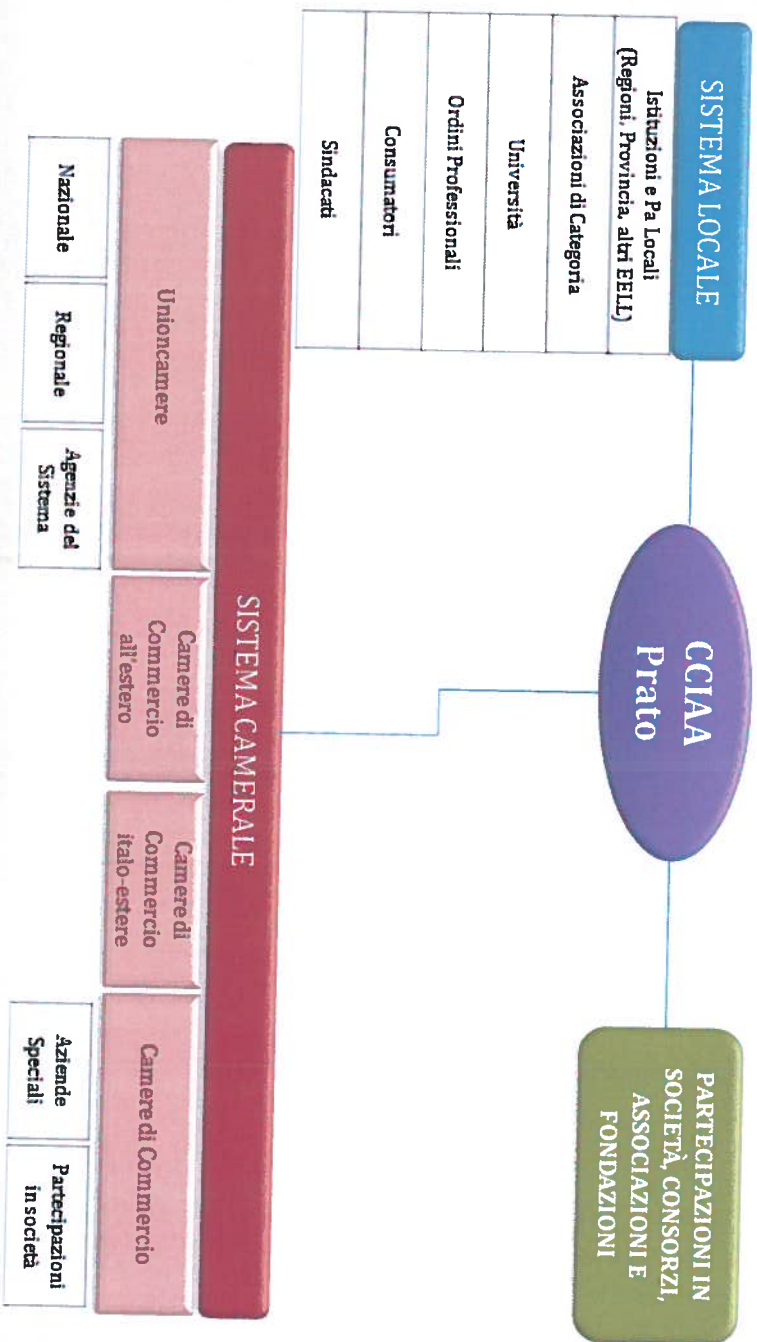 SISTEMA LOCALE
Istituzioni e Pa Locali
(Regioni, Provincia, altri EELL)
Associazioni di Categoria
Università
Ordini Professionali
Consumatori
Sindacati
CCIAA
Prato
PARTECIPAZIONI IN
SOCIETÀ, CONSORZI,
ASSOCIAZIONI E
FONDAZIONI
SISTEMA CAMERALE
Unioncamere
Nazionale
Regionale
Agenzie del
Sistema
Camere di
Commercio
all'estero
Camere di
Commercio
italo-estere
Camere di Commercio
Aziende
Speciali
Partecipazioni
in società